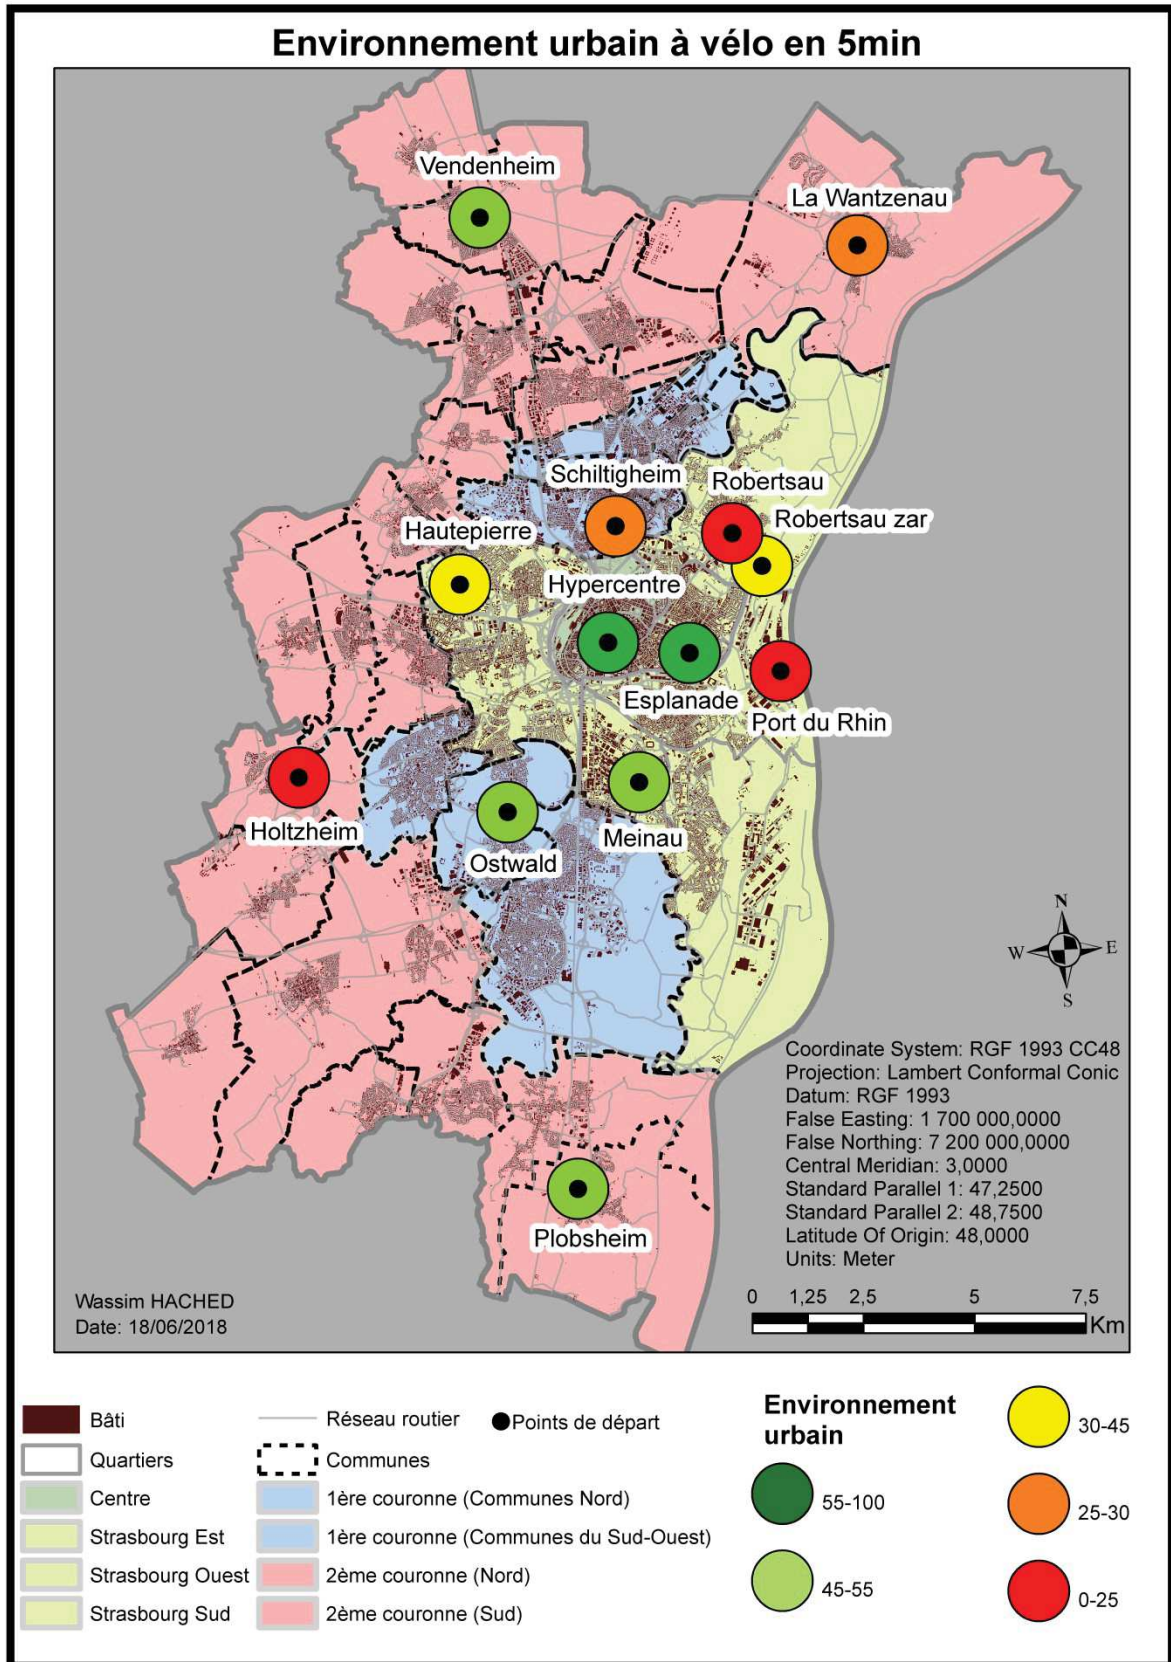 Environnement urbain à vélo en 5min
Vendenheim
La Wantzenau
Schiltigheim
Robertsau
Robertsau zar
Hautepierre
Hypercentre
Esplanade
Port du Rhin
Holtzheim
Ostwald
Meinau
Plobsheim
N
W
E
S
Coordinate System: RGF 1993 CC48
Projection: Lambert Conformal Conic
Datum: RGF 1993
False Easting: 1 700 000,0000
False Northing: 7 200 000,0000
Central Meridian: 3,0000
Standard Parallel 1: 47,2500
Standard Parallel 2: 48,7500
Latitude Of Origin: 48,0000
Units: Meter
0 1,25 2,5 5 7,5
Km
Wassim HACHED
Date: 18/06/2018
Bâti
Quartiers
Centre
Strasbourg Est
Strasbourg Ouest
Strasbourg Sud
Réseau routier
Points de départ
Communes
1ère couronne (Communes Nord)
1ère couronne (Communes du Sud-Ouest)
2ème couronne (Nord)
2ème couronne (Sud)
Environnement
urbain
55-100
45-55
30-45
25-30
0-25